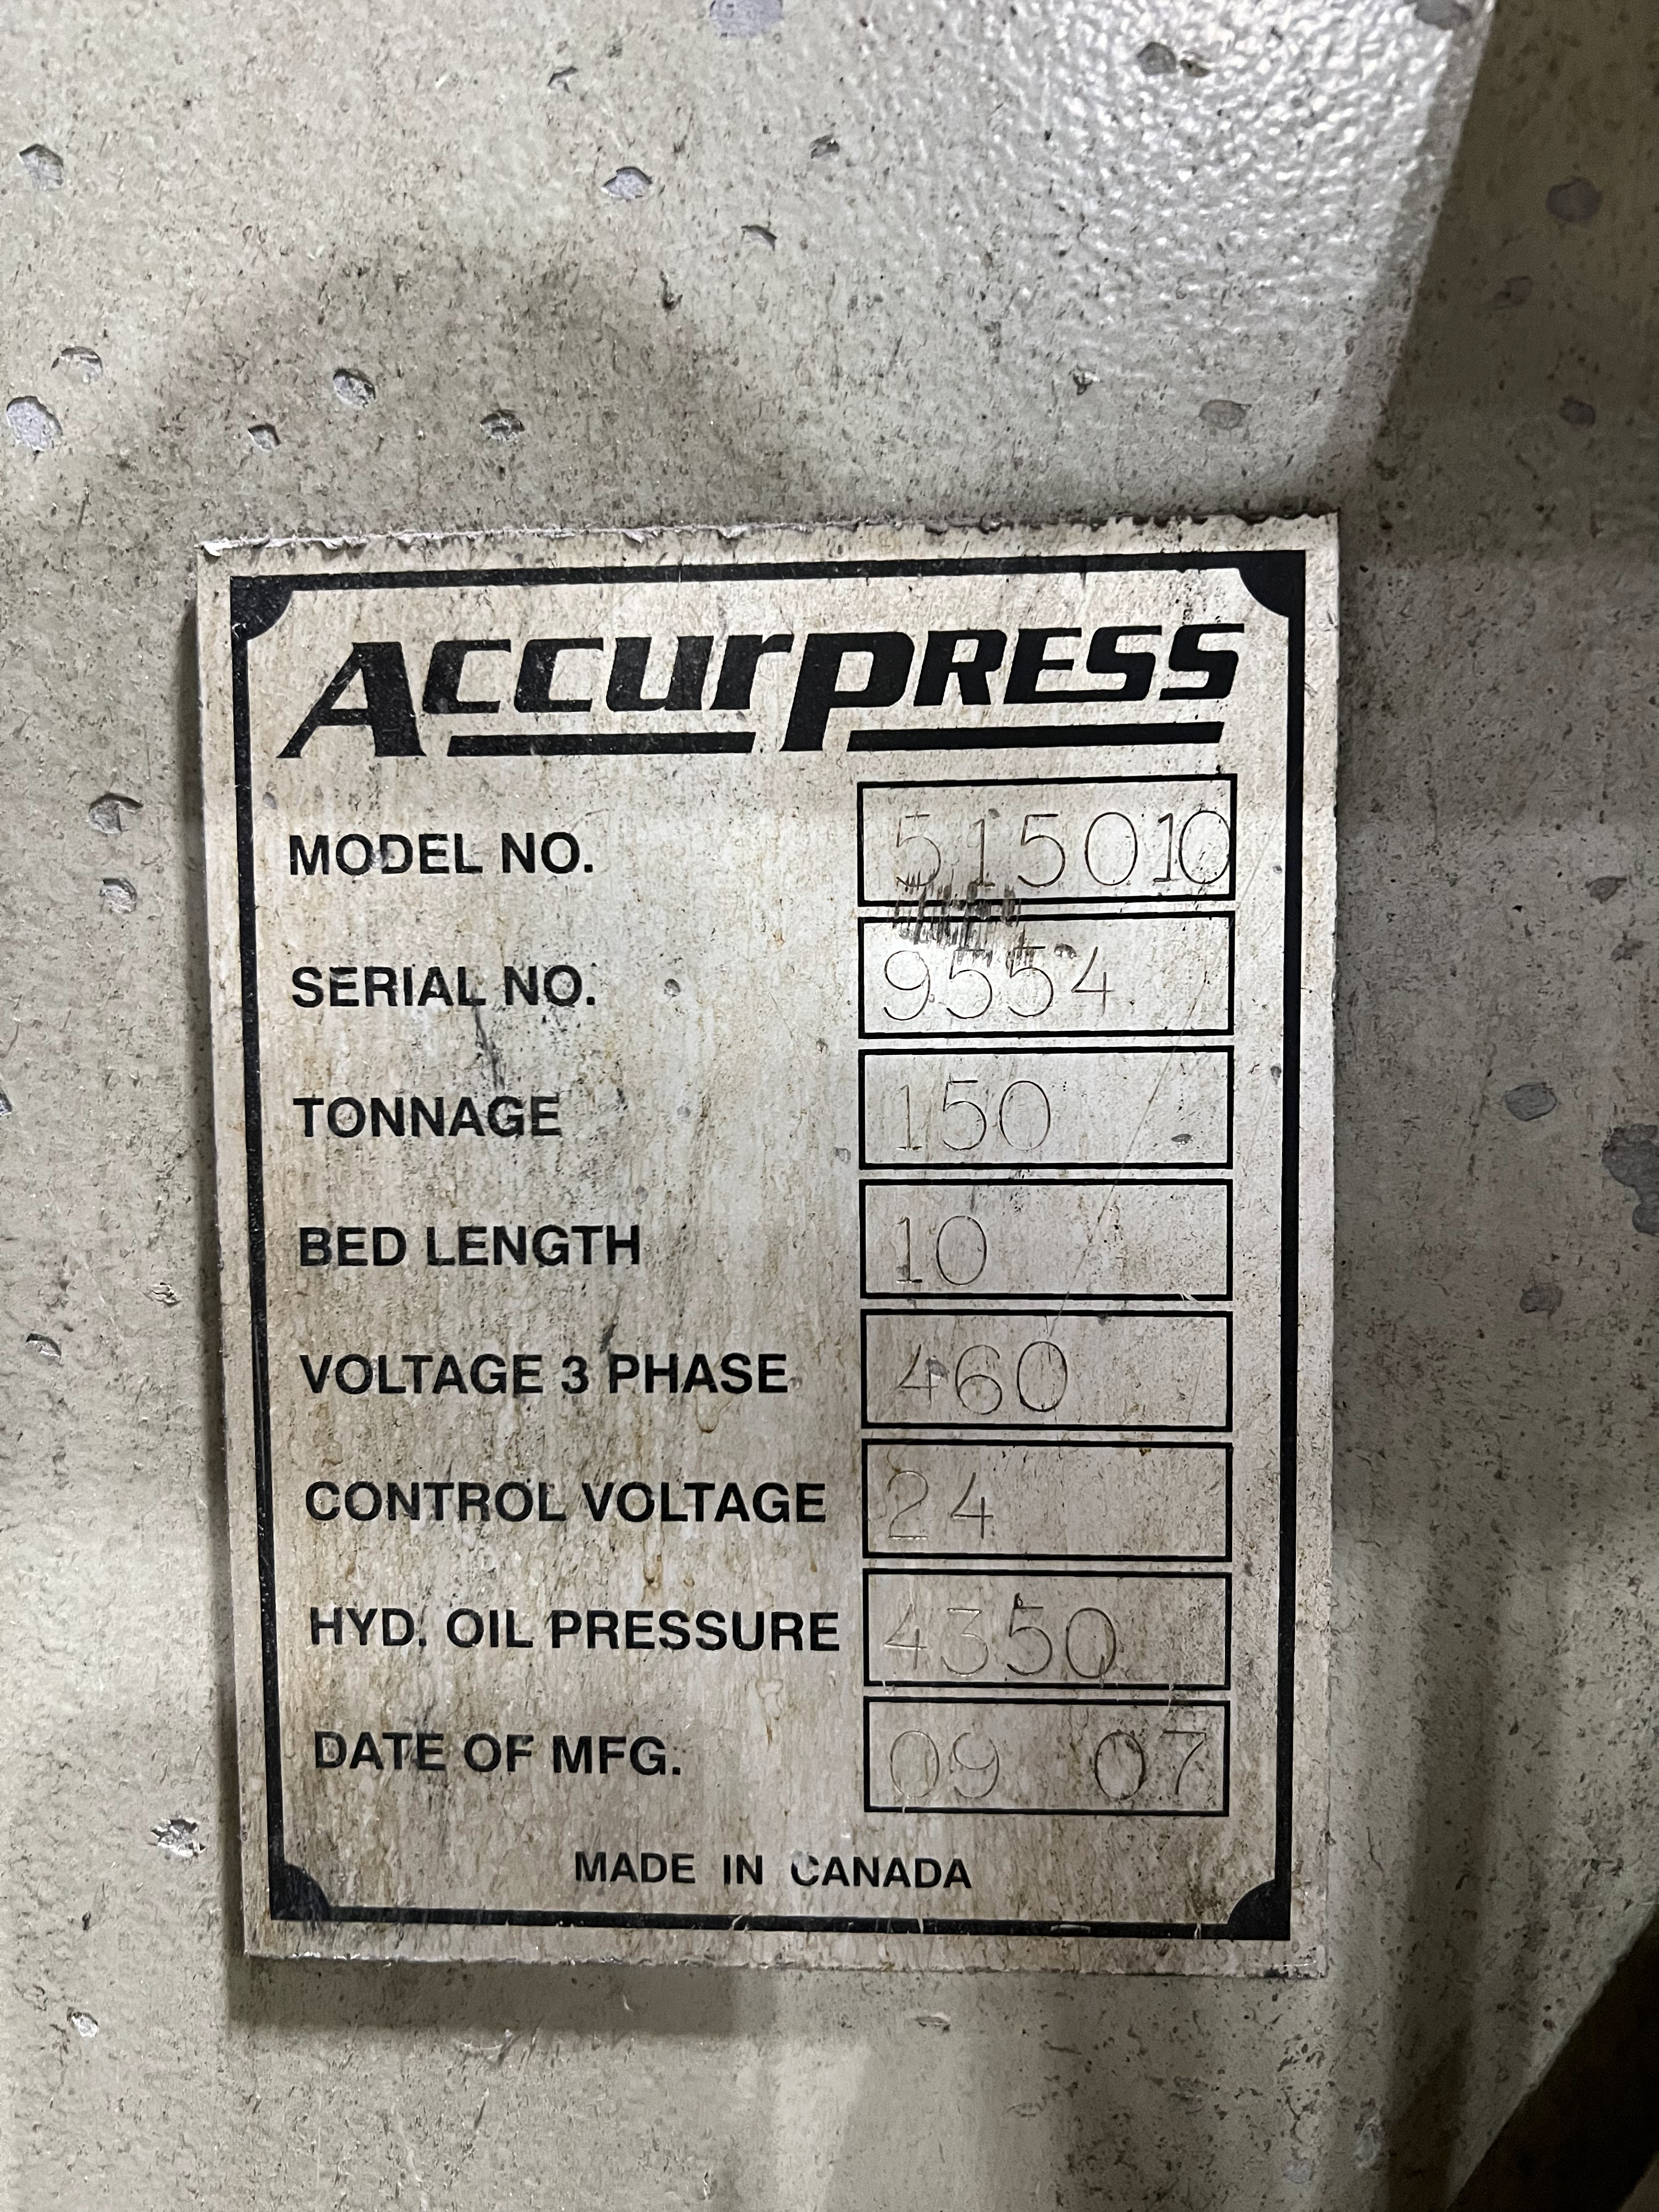 ACCURPRESS
MODEL NO. 515010
SERIAL NO. 9554
TONNAGE 150
BED LENGTH 10
VOLTAGE 3 PHASE 460
CONTROL VOLTAGE 24
HYD. OIL PRESSURE 4350
DATE OF MFG. 09 07
MADE IN CANADA